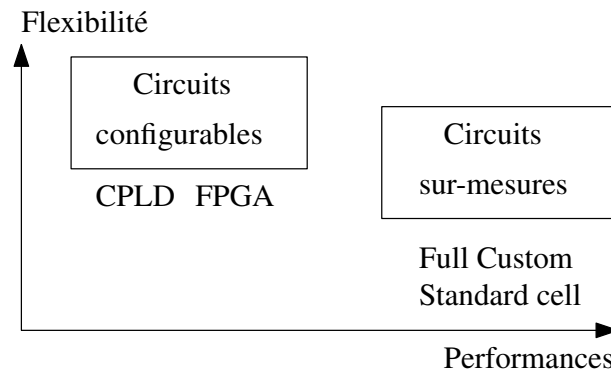 Flexibilité
Circuits
configurables
CPLD FPGA
Circuits
sur-mesures
Full Custom
Standard cell
Performances